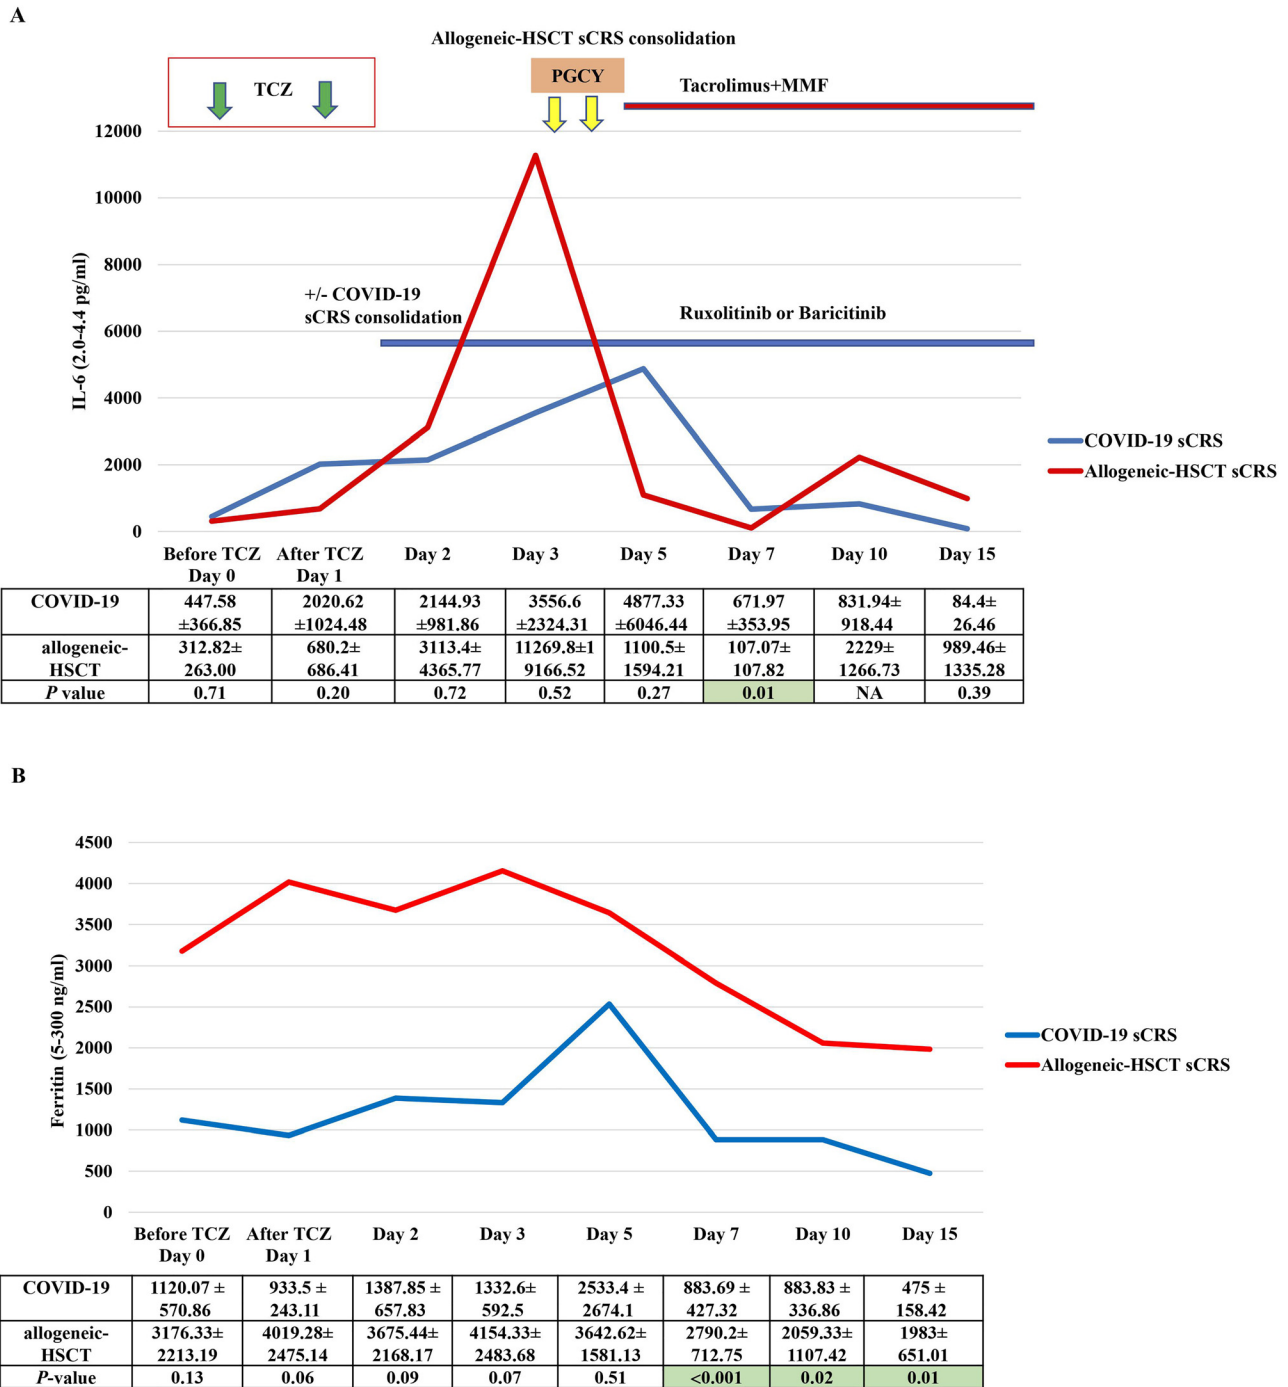 A
Allogeneic-HSCT sCRS consolidation
TCZ
PGCY
Tacrolimus+MMF
12000
10000
8000
6000
4000
2000
0
IL-6 (2.0-4.4 pg/ml)
+/- COVID-19
sCRS consolidation
Ruxolitinib or Baricitinib
COVID-19 sCRS
Allogeneic-HSCT sCRS
Before TCZ After TCZ Day 2 Day 3 Day 5 Day 7 Day 10 Day 15
Day 0 Day 1
COVID-19 447.58 2020.62 2144.93 3556.6 4877.33 671.97 831.94± 84.4±
±366.85 ±1024.48 ±981.86 ±2324.31 ±6046.44 ±353.95 918.44 26.46
allogeneic- 312.82± 680.2± 3113.4± 11269.8±1 1100.5± 107.07± 2229± 989.46±
HSCT 263.00 686.41 4365.77 9166.52 1594.21 107.82 1266.73 1335.28
P value 0.71 0.20 0.72 0.52 0.27 0.01 NA 0.39
B
4500
4000
3500
3000
2500
2000
1500
1000
500
0
Ferritin (5-300 ng/ml)
COVID-19 sCRS
Allogeneic-HSCT sCRS
Before TCZ After TCZ Day 2 Day 3 Day 5 Day 7 Day 10 Day 15
Day 0 Day 1
COVID-19 1120.07 ± 933.5 ± 1387.85 ± 1332.6± 2533.4 ± 883.69 ± 883.83 ± 475 ±
570.86 243.11 657.83 592.5 2674.1 427.32 336.86 158.42
allogeneic- 3176.33± 4019.28± 3675.44± 4154.33± 3642.62± 2790.2± 2059.33± 1983±
HSCT 2213.19 2475.14 2168.17 2483.68 1581.13 712.75 1107.42 651.01
P-value 0.13 0.06 0.09 0.07 0.51 <0.001 0.02 0.01